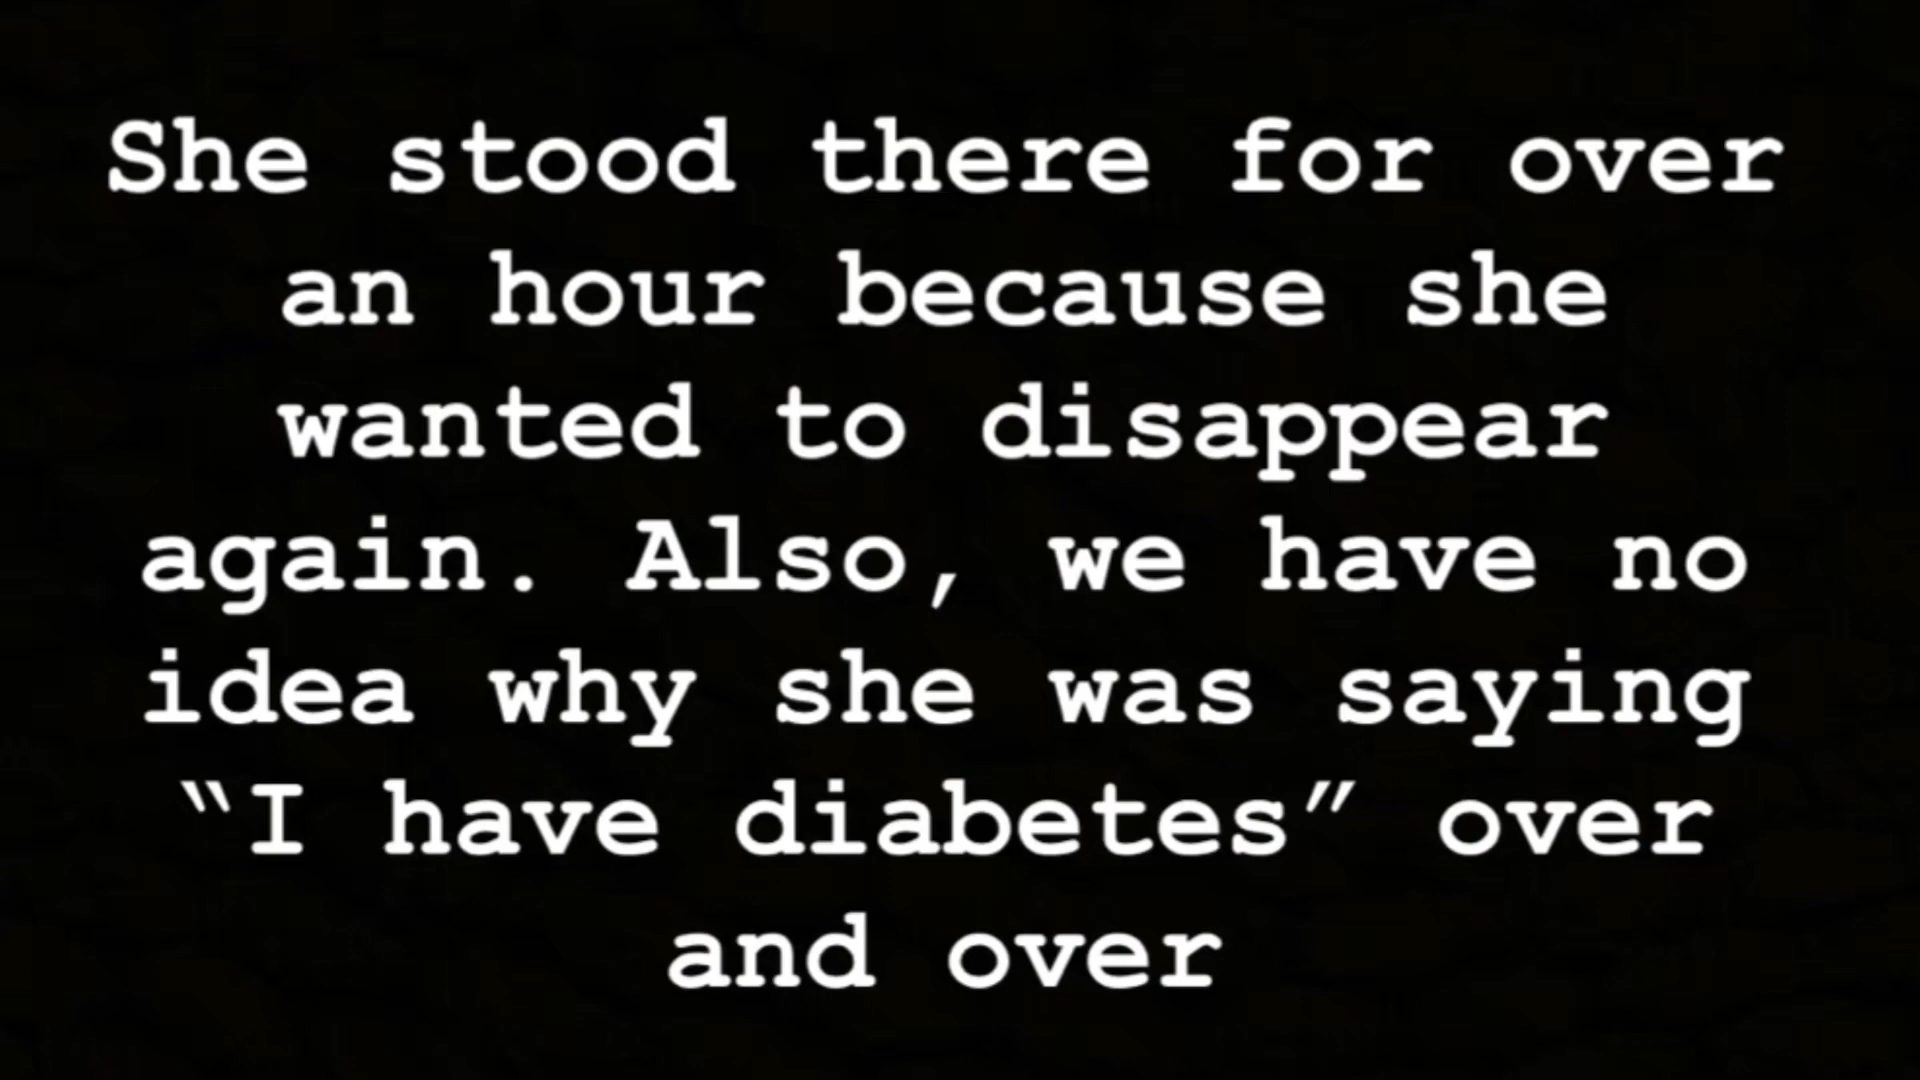 She stood there for over
an hour because she
wanted to disappear
again. Also, we have no
idea why she was saying
“I have diabetes” over
and over